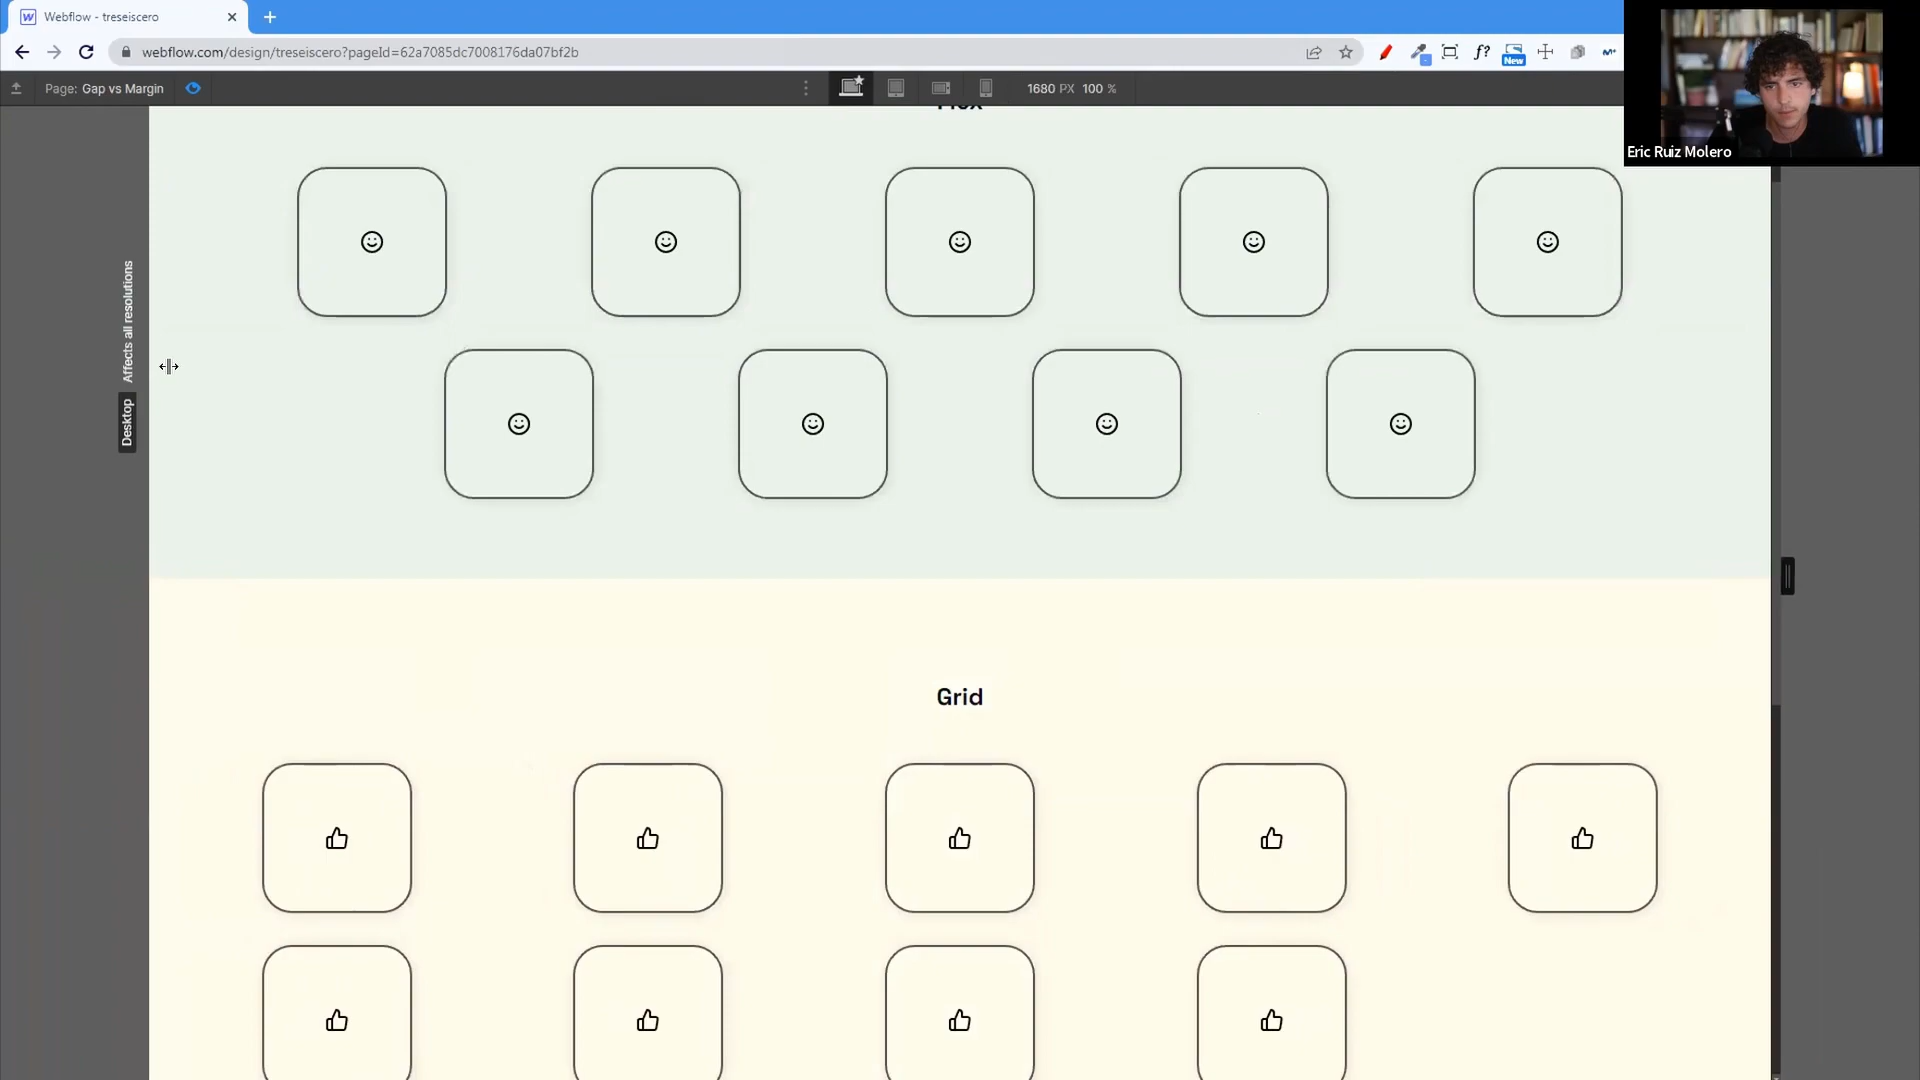 Webflow - treseiscero
webflow.com/design/treseiscero?pageId=62a7085dc7008176da07bf2b
f?
New
Page: Gap vs Margin
1680 PX 100 %
Eric Ruiz Molero
Flex
Desktop Affects all resolutions
Grid